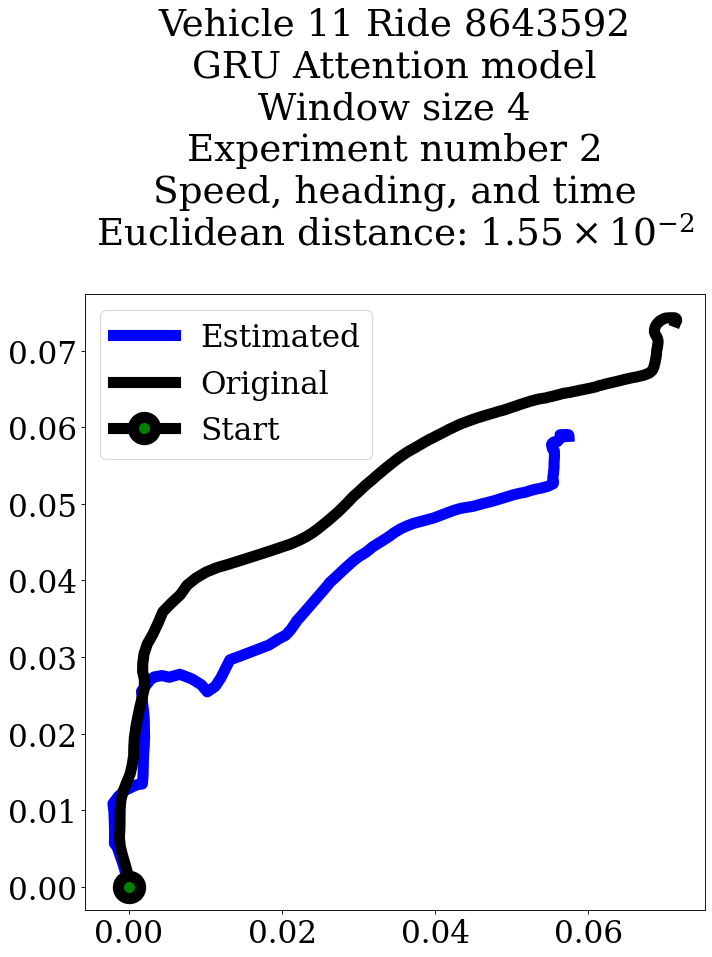 Vehicle 11 Ride 8643592
GRU Attention model
Window size 4
Experiment number 2
Speed, heading, and time
Euclidean distance: 1.55 × 10⁻²
Estimated
Original
Start
0.07
0.06
0.05
0.04
0.03
0.02
0.01
0.00
0.00 0.02 0.04 0.06